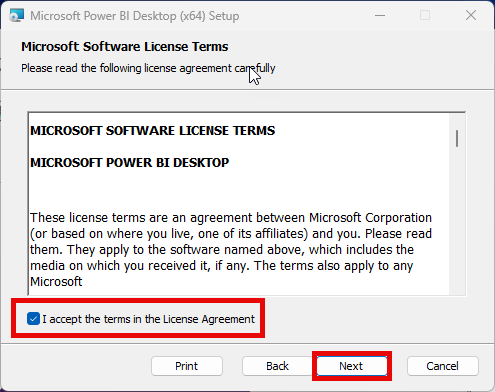 Microsoft Power BI Desktop (x64) Setup
Microsoft Software License Terms
Please read the following license agreement carefully
MICROSOFT SOFTWARE LICENSE TERMS
MICROSOFT POWER BI DESKTOP
These license terms are an agreement between Microsoft Corporation
(or based on where you live, one of its affiliates) and you. Please read
them. They apply to the software named above, which includes the
media on which you received it, if any. The terms also apply to any
Microsoft
I accept the terms in the License Agreement
Print Back Next Cancel